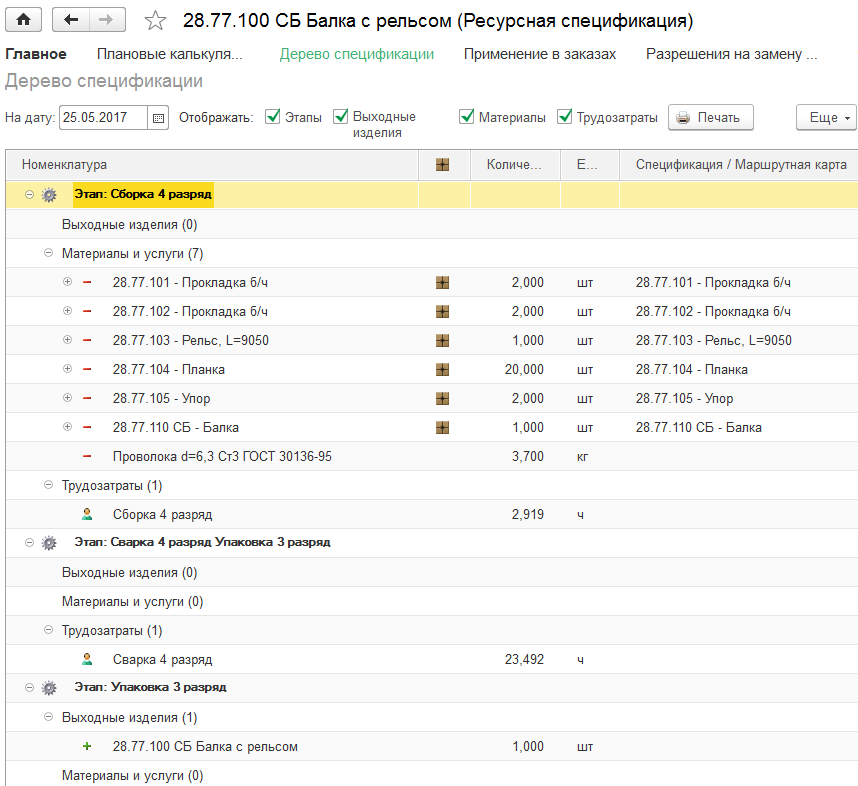 28.77.100 СБ Балка с рельсом (Ресурсная спецификация)
Главное Плановые калькуля... Дерево спецификации Применение в заказах Разрешения на замену ...
Дерево спецификации
На дату: 25.05.2017 Отображать: Этапы Выходные изделия Материалы Трудозатраты Печать Еще
Номенклатура Количе... Е... Спецификация / Маршрутная карта
Этап: Сборка 4 разряд
Выходные изделия (0)
Материалы и услуги (7)
28.77.101 - Прокладка б/ч 2,000 шт 28.77.101 - Прокладка б/ч
28.77.102 - Прокладка б/ч 2,000 шт 28.77.102 - Прокладка б/ч
28.77.103 - Рельс, L=9050 1,000 шт 28.77.103 - Рельс, L=9050
28.77.104 - Планка 20,000 шт 28.77.104 - Планка
28.77.105 - Упор 2,000 шт 28.77.105 - Упор
28.77.110 СБ - Балка 1,000 шт 28.77.110 СБ - Балка
Проволока d=6,3 Ст3 ГОСТ 30136-95 3,700 кг
Трудозатраты (1)
Сборка 4 разряд 2,919 ч
Этап: Сварка 4 разряд Упаковка 3 разряд
Выходные изделия (0)
Материалы и услуги (0)
Трудозатраты (1)
Сварка 4 разряд 23,492 ч
Этап: Упаковка 3 разряд
Выходные изделия (1)
28.77.100 СБ Балка с рельсом 1,000 шт
Материалы и услуги (0)